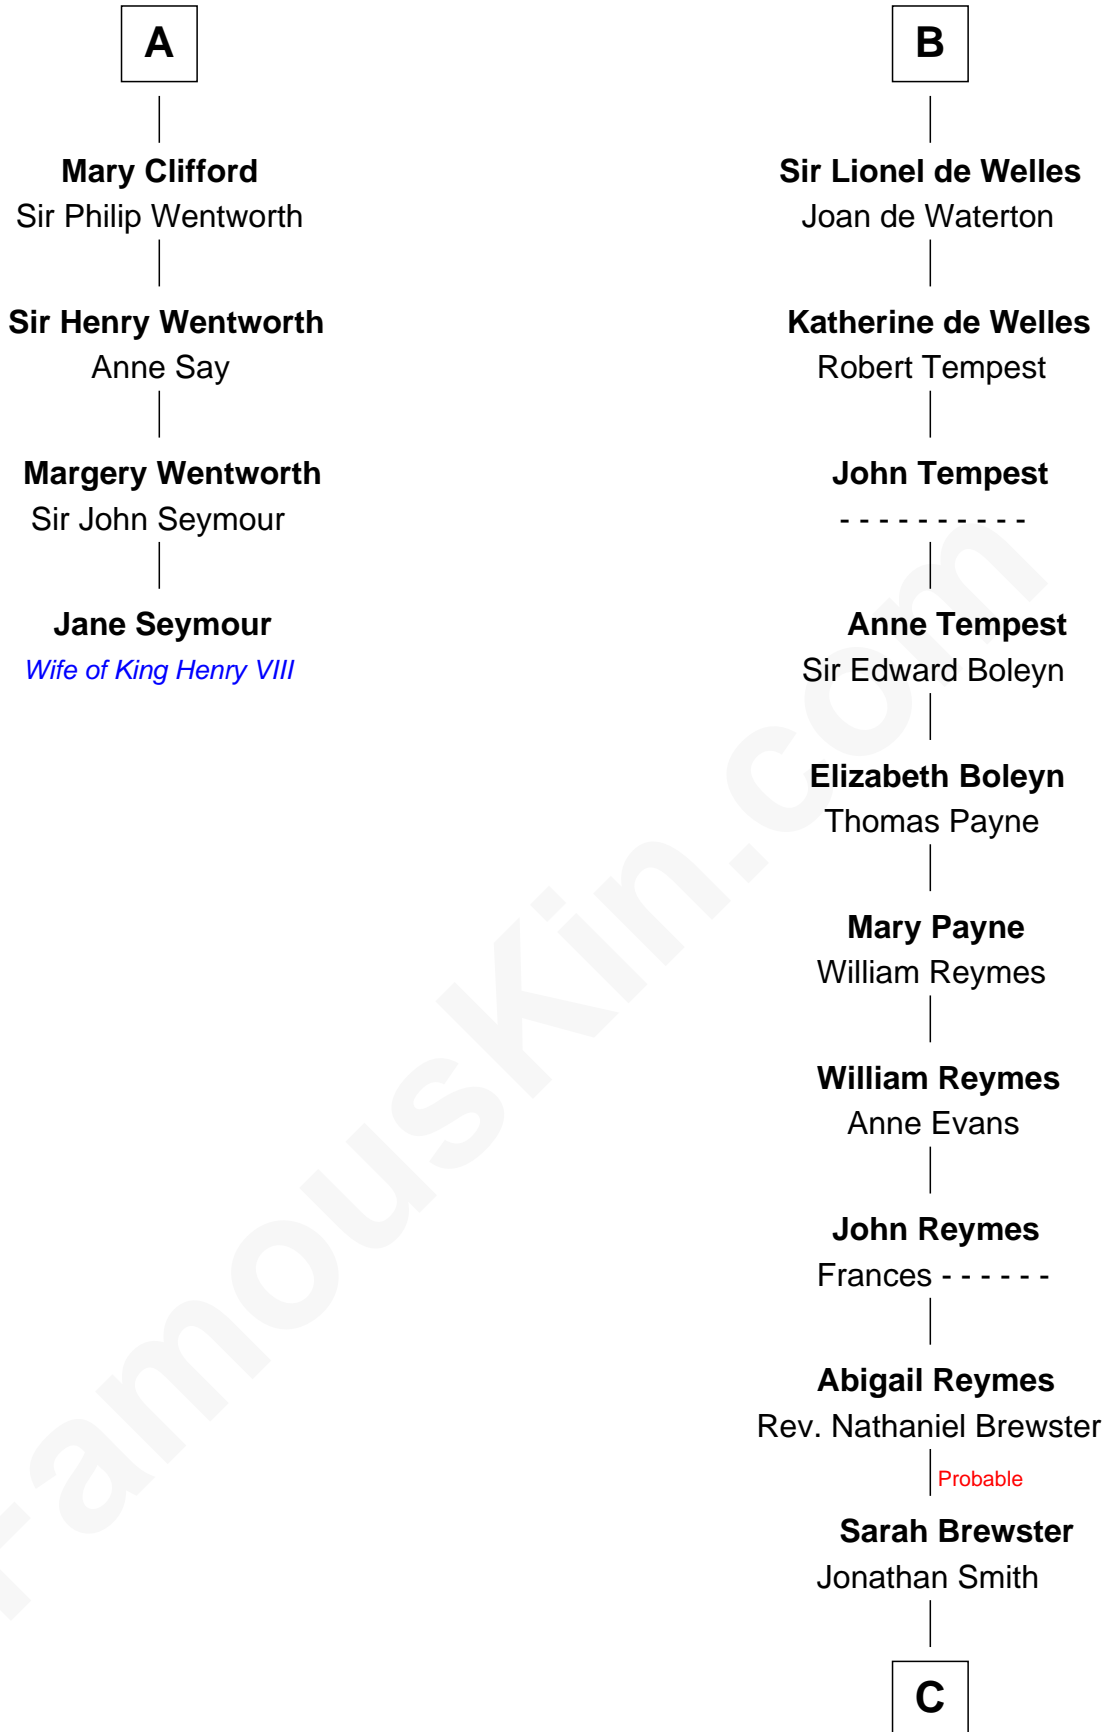 A
Mary Clifford
Sir Philip Wentworth
Sir Henry Wentworth
Anne Say
Margery Wentworth
Sir John Seymour
Jane Seymour
Wife of King Henry VIII
B
Sir Lionel de Welles
Joan de Waterton
Katherine de Welles
Robert Tempest
John Tempest
- - - - - - - - - -
Anne Tempest
Sir Edward Boleyn
Elizabeth Boleyn
Thomas Payne
Mary Payne
William Reymes
William Reymes
Anne Evans
John Reymes
Frances - - - - - -
Abigail Reymes
Rev. Nathaniel Brewster
Probable
Sarah Brewster
Jonathan Smith
C
FamousKin.com